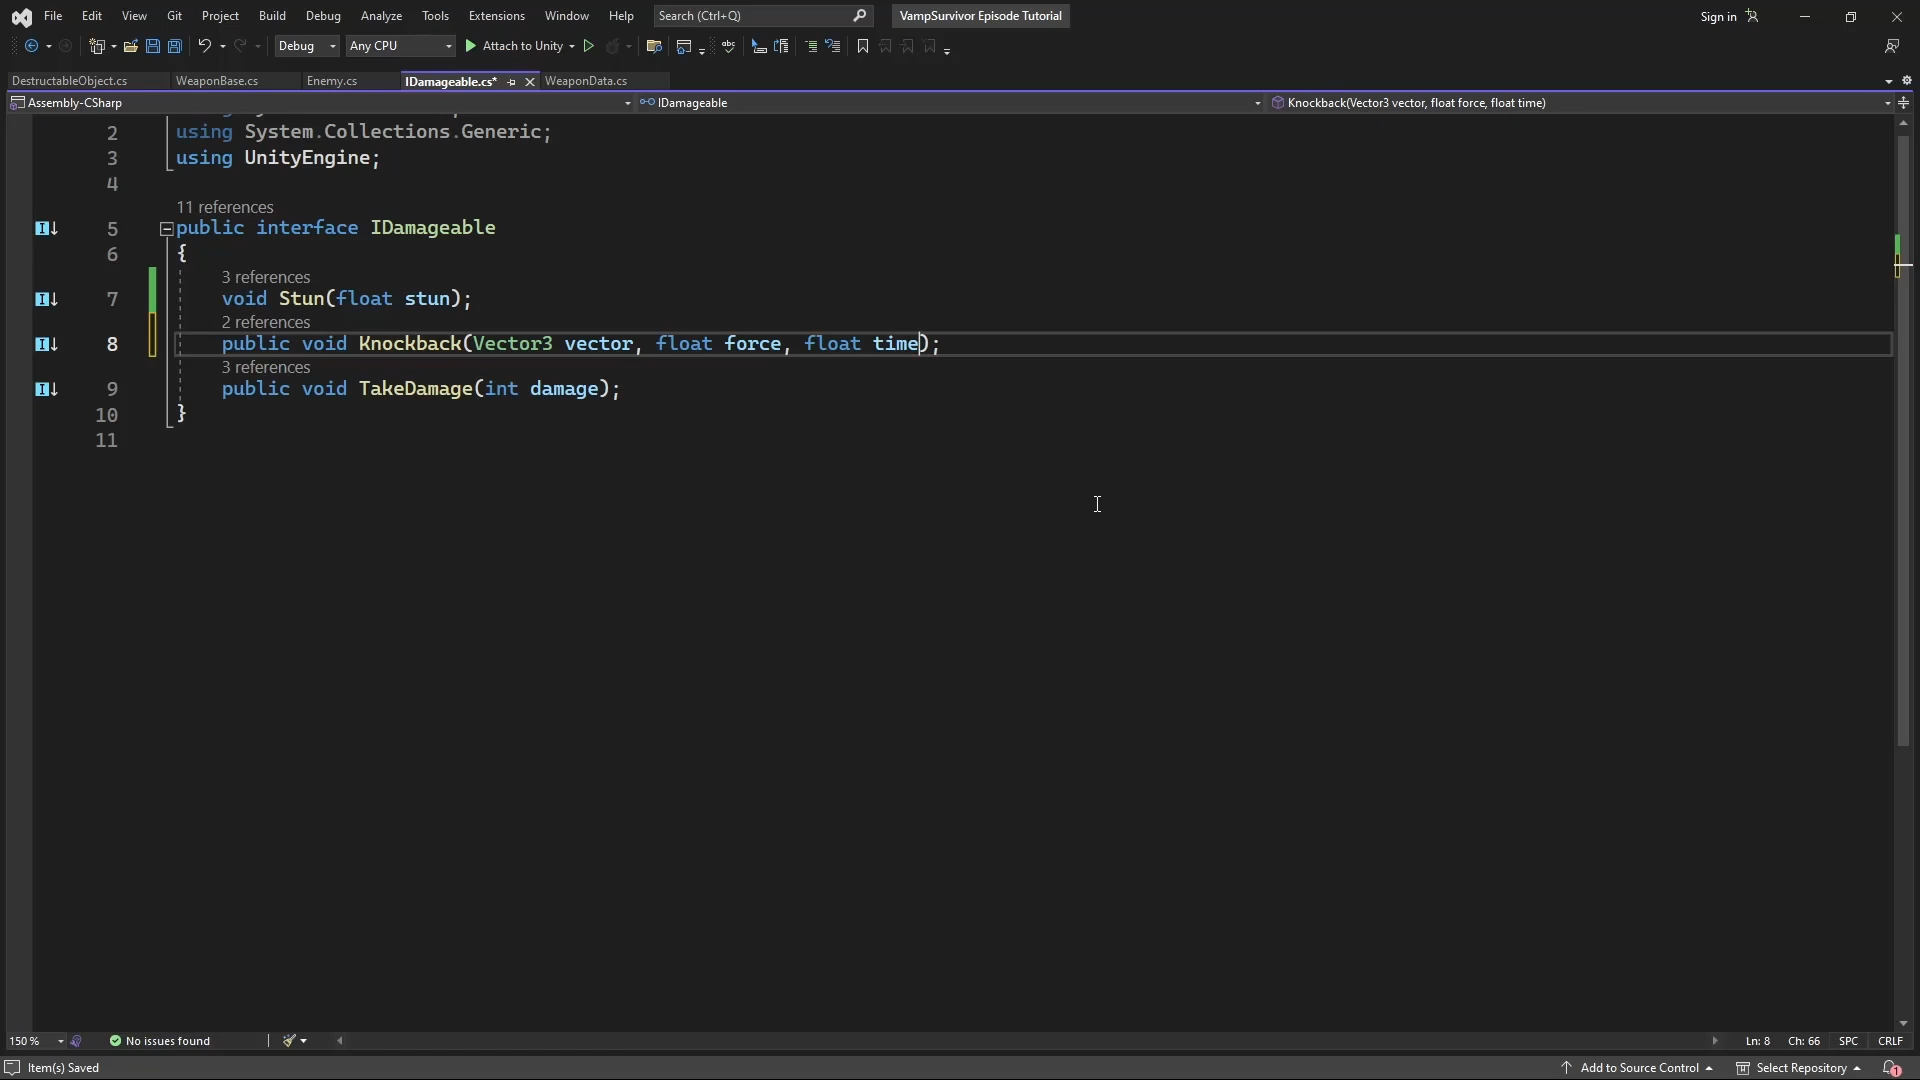 File Edit View Git Project Build Debug Analyze Tools Extensions Window Help Search (Ctrl+Q) VampSurvivor Episode Tutorial Sign in
Debug Any CPU Attach to Unity
DestructableObject.cs WeaponBase.cs Enemy.cs IDamageable.cs* WeaponData.cs
Assembly-CSharp IDamageable Knockback(Vector3 vector, float force, float time)
2 using System.Collections.Generic;
3 using UnityEngine;
4
11 references
5 public interface IDamageable
6 {
3 references
7 void Stun(float stun);
2 references
8 public void Knockback(Vector3 vector, float force, float time);
3 references
9 public void TakeDamage(int damage);
10 }
11
150 % No issues found Ln: 8 Ch: 66 SPC CRLF
Item(s) Saved Add to Source Control Select Repository 1